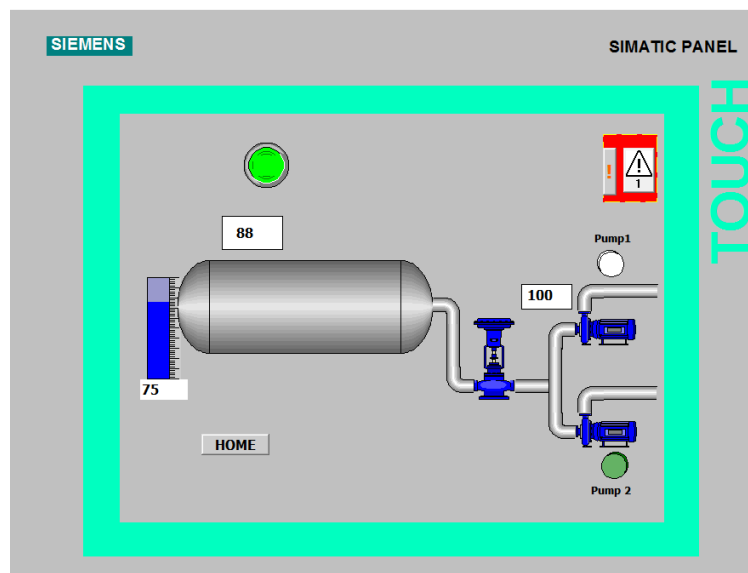 SIEMENS
SIMATIC PANEL
TOUCH
!
1
88
Pump1
100
75
HOME
Pump 2